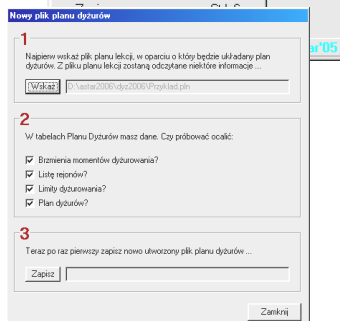 Nowy plik planu dyżurów
1
Najpierw wskaż plik planu lekcji, w oparciu o który będzie układany plan
dyżurów. Z pliku planu lekcji zostaną odczytane niektóre informacje ...
Wskaż D:\astar2006\dyz2006\Przyklad.pln
ar'05
2
W tabelach Planu Dyżurów masz dane. Czy próbować ocalić:
Brzmienia momentów dyżurowania?
Listę rejonów?
Limity dyżurowania?
Plan dyżurów?
3
Teraz po raz pierwszy zapisz nowo utworzony plik planu dyżurów ...
Zapisz
Zamknij